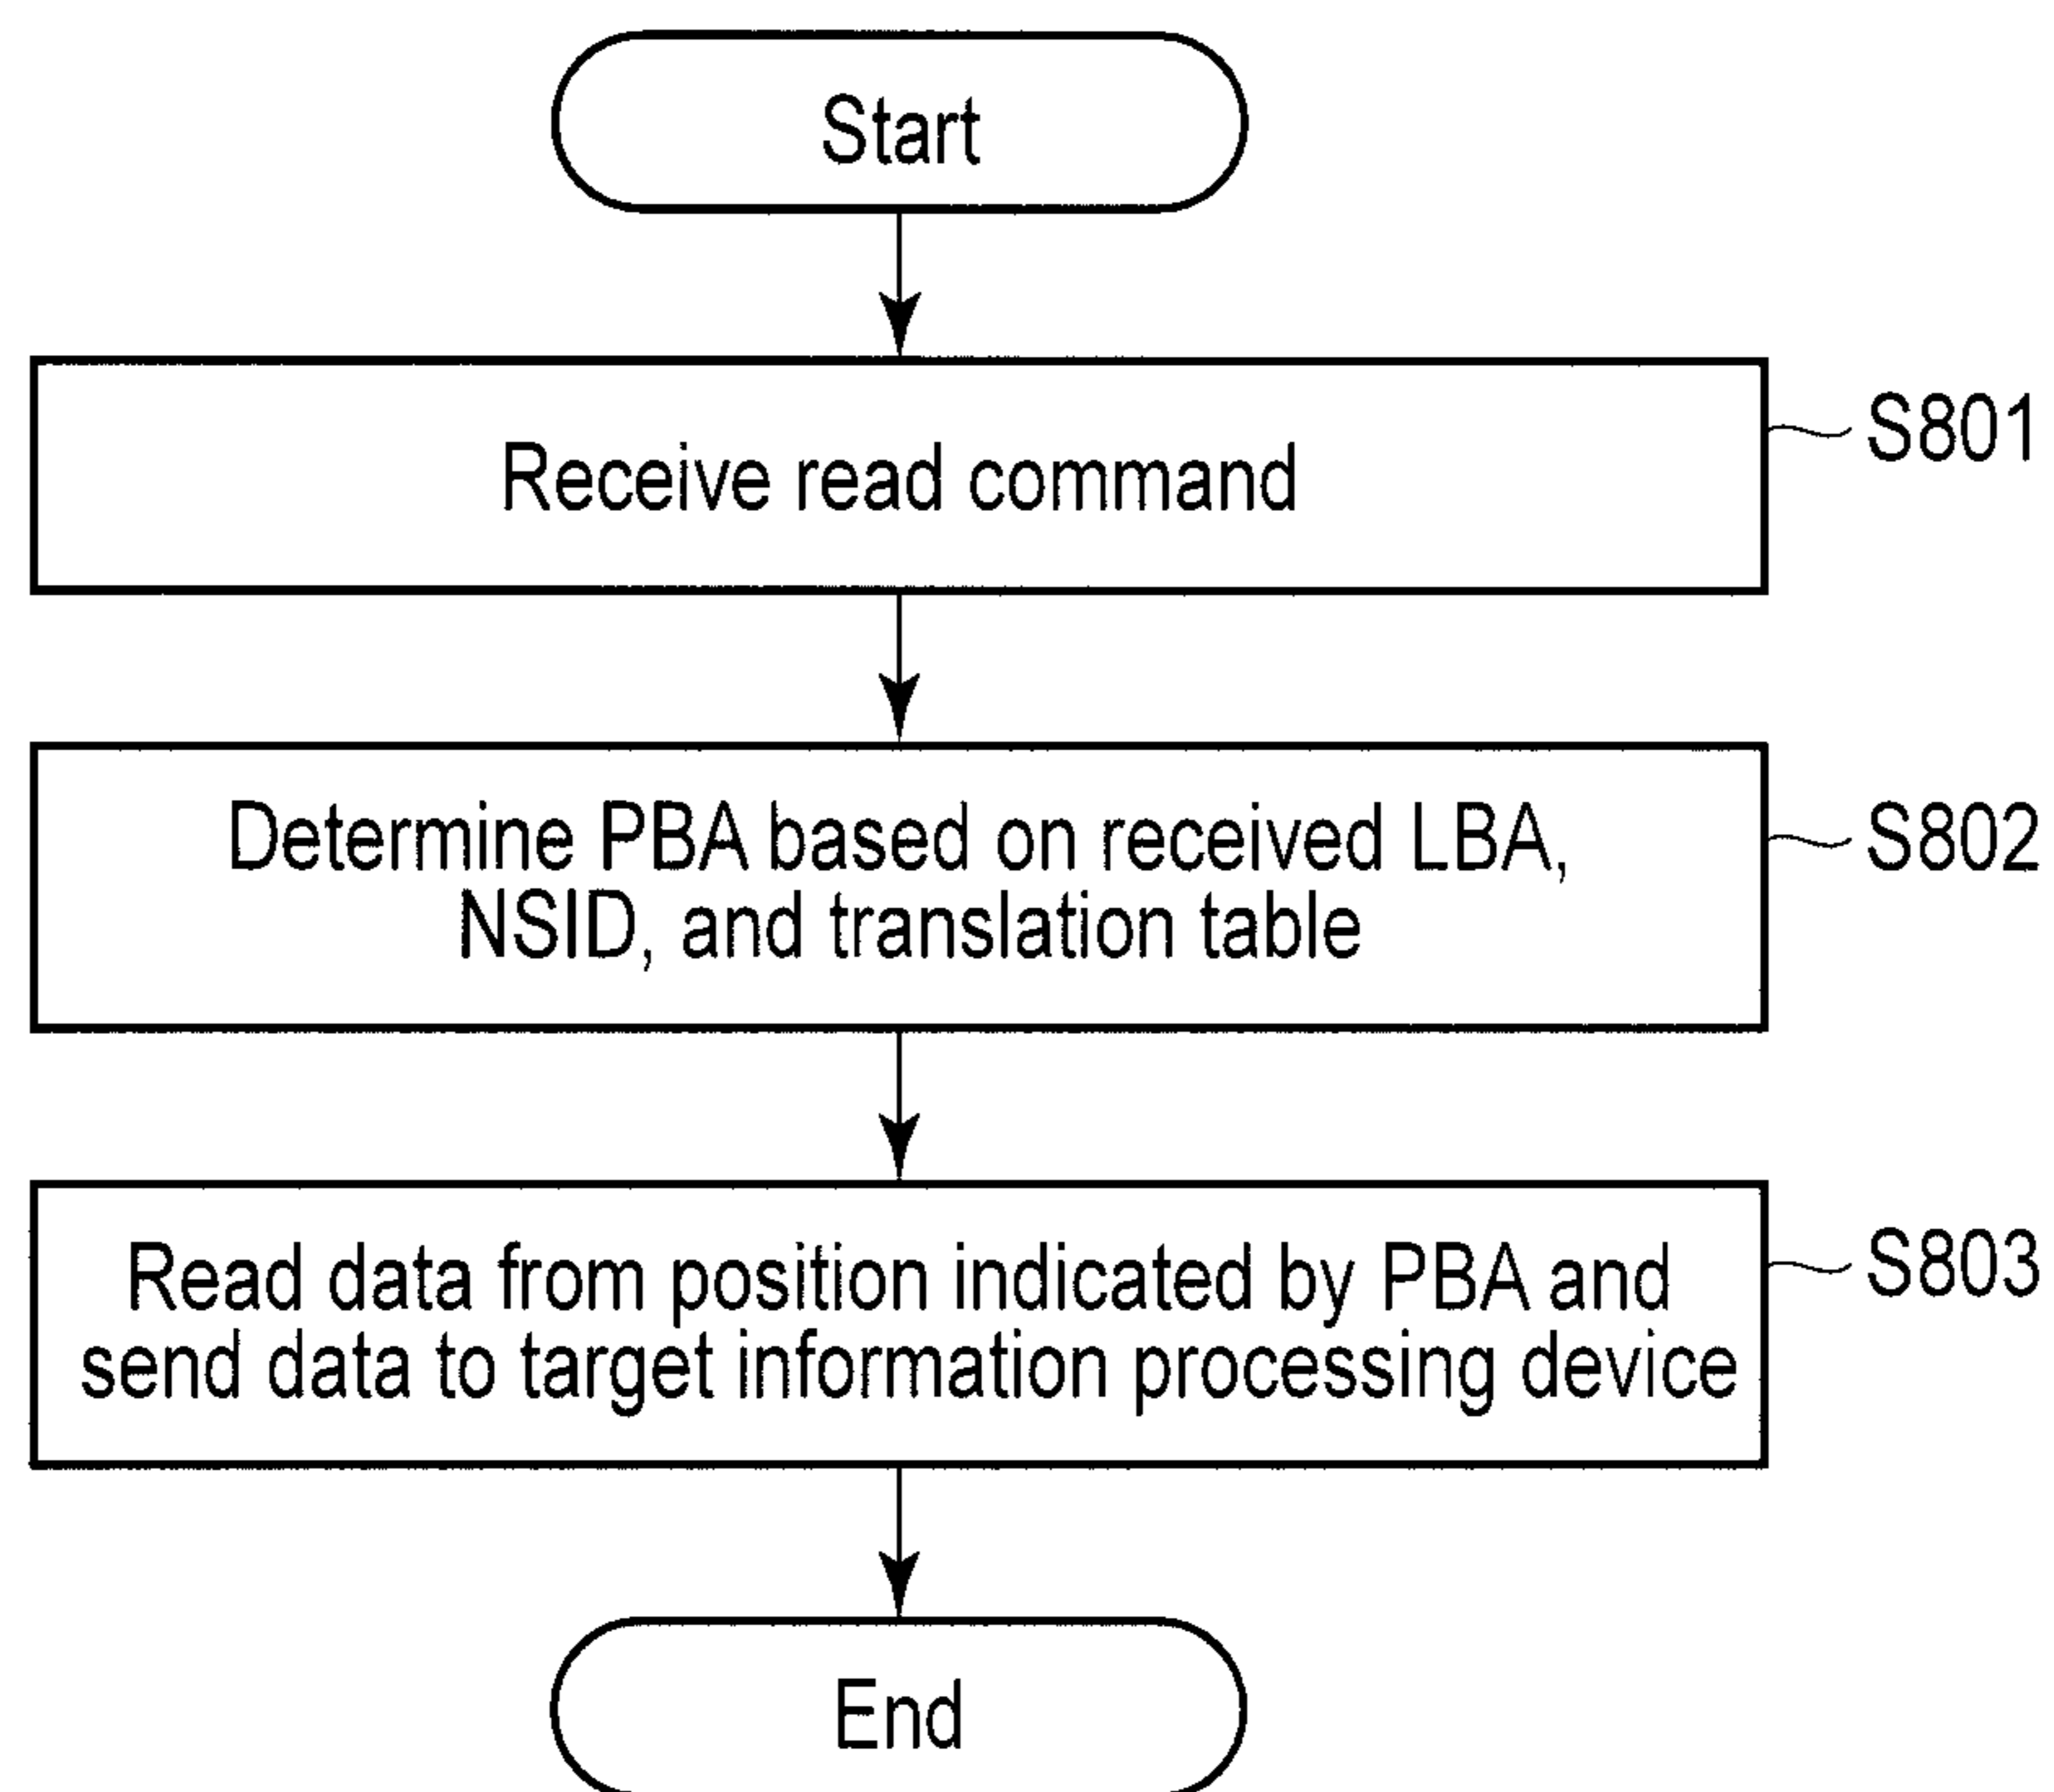 Start
Receive read command
S801
Determine PBA based on received LBA,
NSID, and translation table
S802
Read data from position indicated by PBA and
send data to target information processing device
S803
End